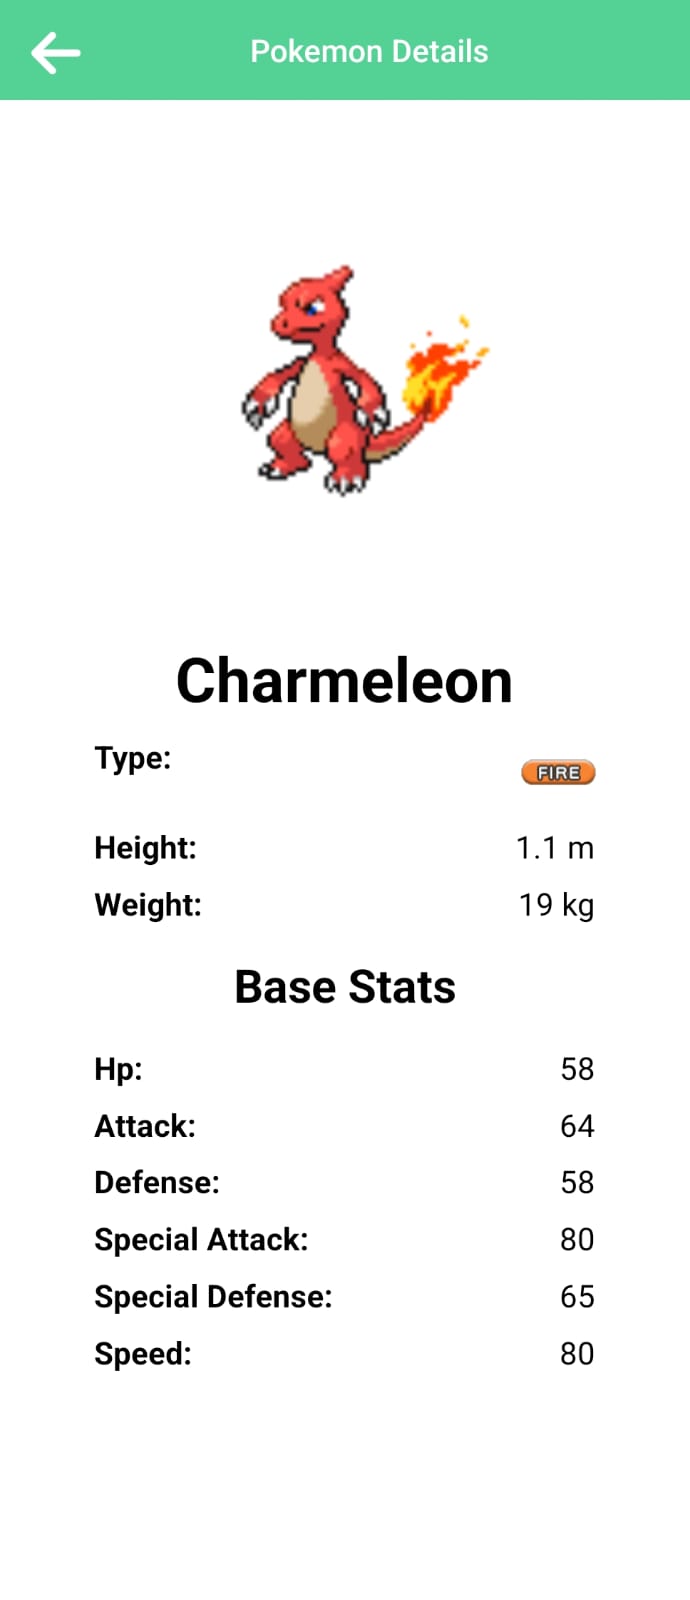 Pokemon Details
Charmeleon
Type: FIRE
Height: 1.1 m
Weight: 19 kg
Base Stats
Hp: 58
Attack: 64
Defense: 58
Special Attack: 80
Special Defense: 65
Speed: 80